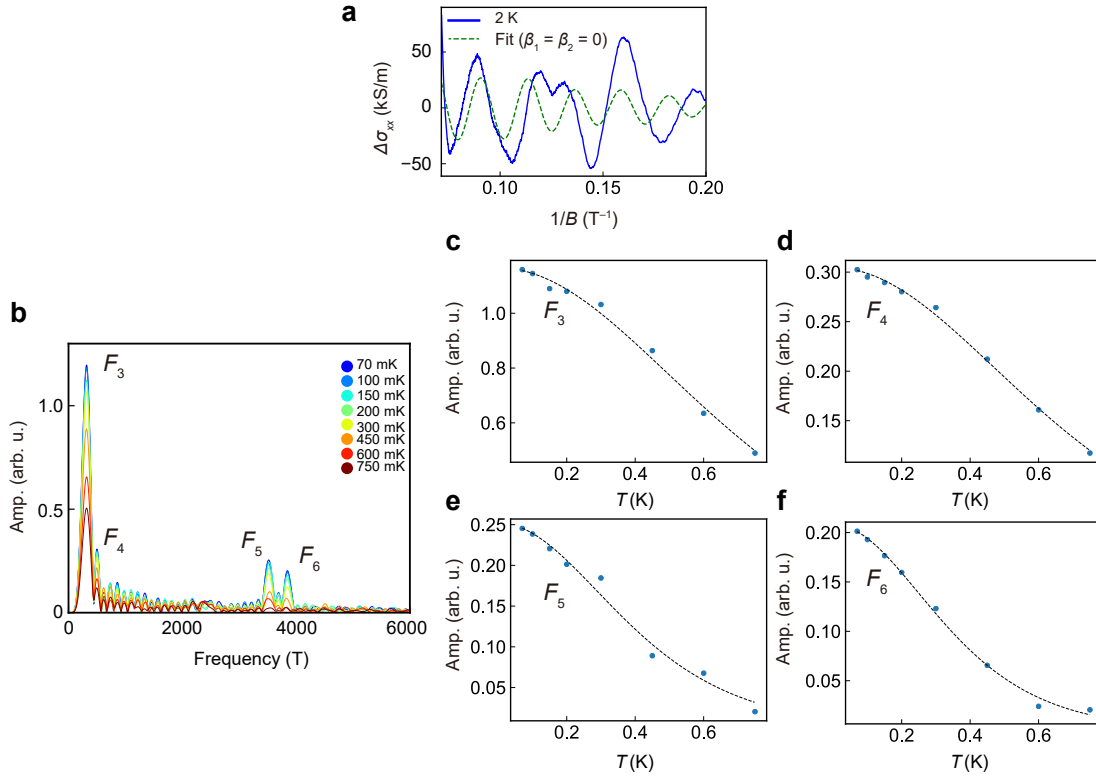 a
2 K
Fit (β₁ = β₂ = 0)
50
0
−50
Δσxx (kS/m)
0.10
0.15
0.20
1/B (T⁻¹)
b
F₃
F₄
F₅
F₆
70 mK
100 mK
150 mK
200 mK
300 mK
450 mK
600 mK
750 mK
1.0
0.5
0
Amp. (arb. u.)
0
2000
4000
6000
Frequency (T)
c
F₃
1.0
0.8
0.6
Amp. (arb. u.)
0.2
0.4
0.6
T (K)
d
F₄
0.30
0.25
0.20
0.15
Amp. (arb. u.)
0.2
0.4
0.6
T (K)
e
F₅
0.25
0.20
0.15
0.10
0.05
Amp. (arb. u.)
0.2
0.4
0.6
T (K)
f
F₆
0.20
0.15
0.10
0.05
Amp. (arb. u.)
0.2
0.4
0.6
T (K)